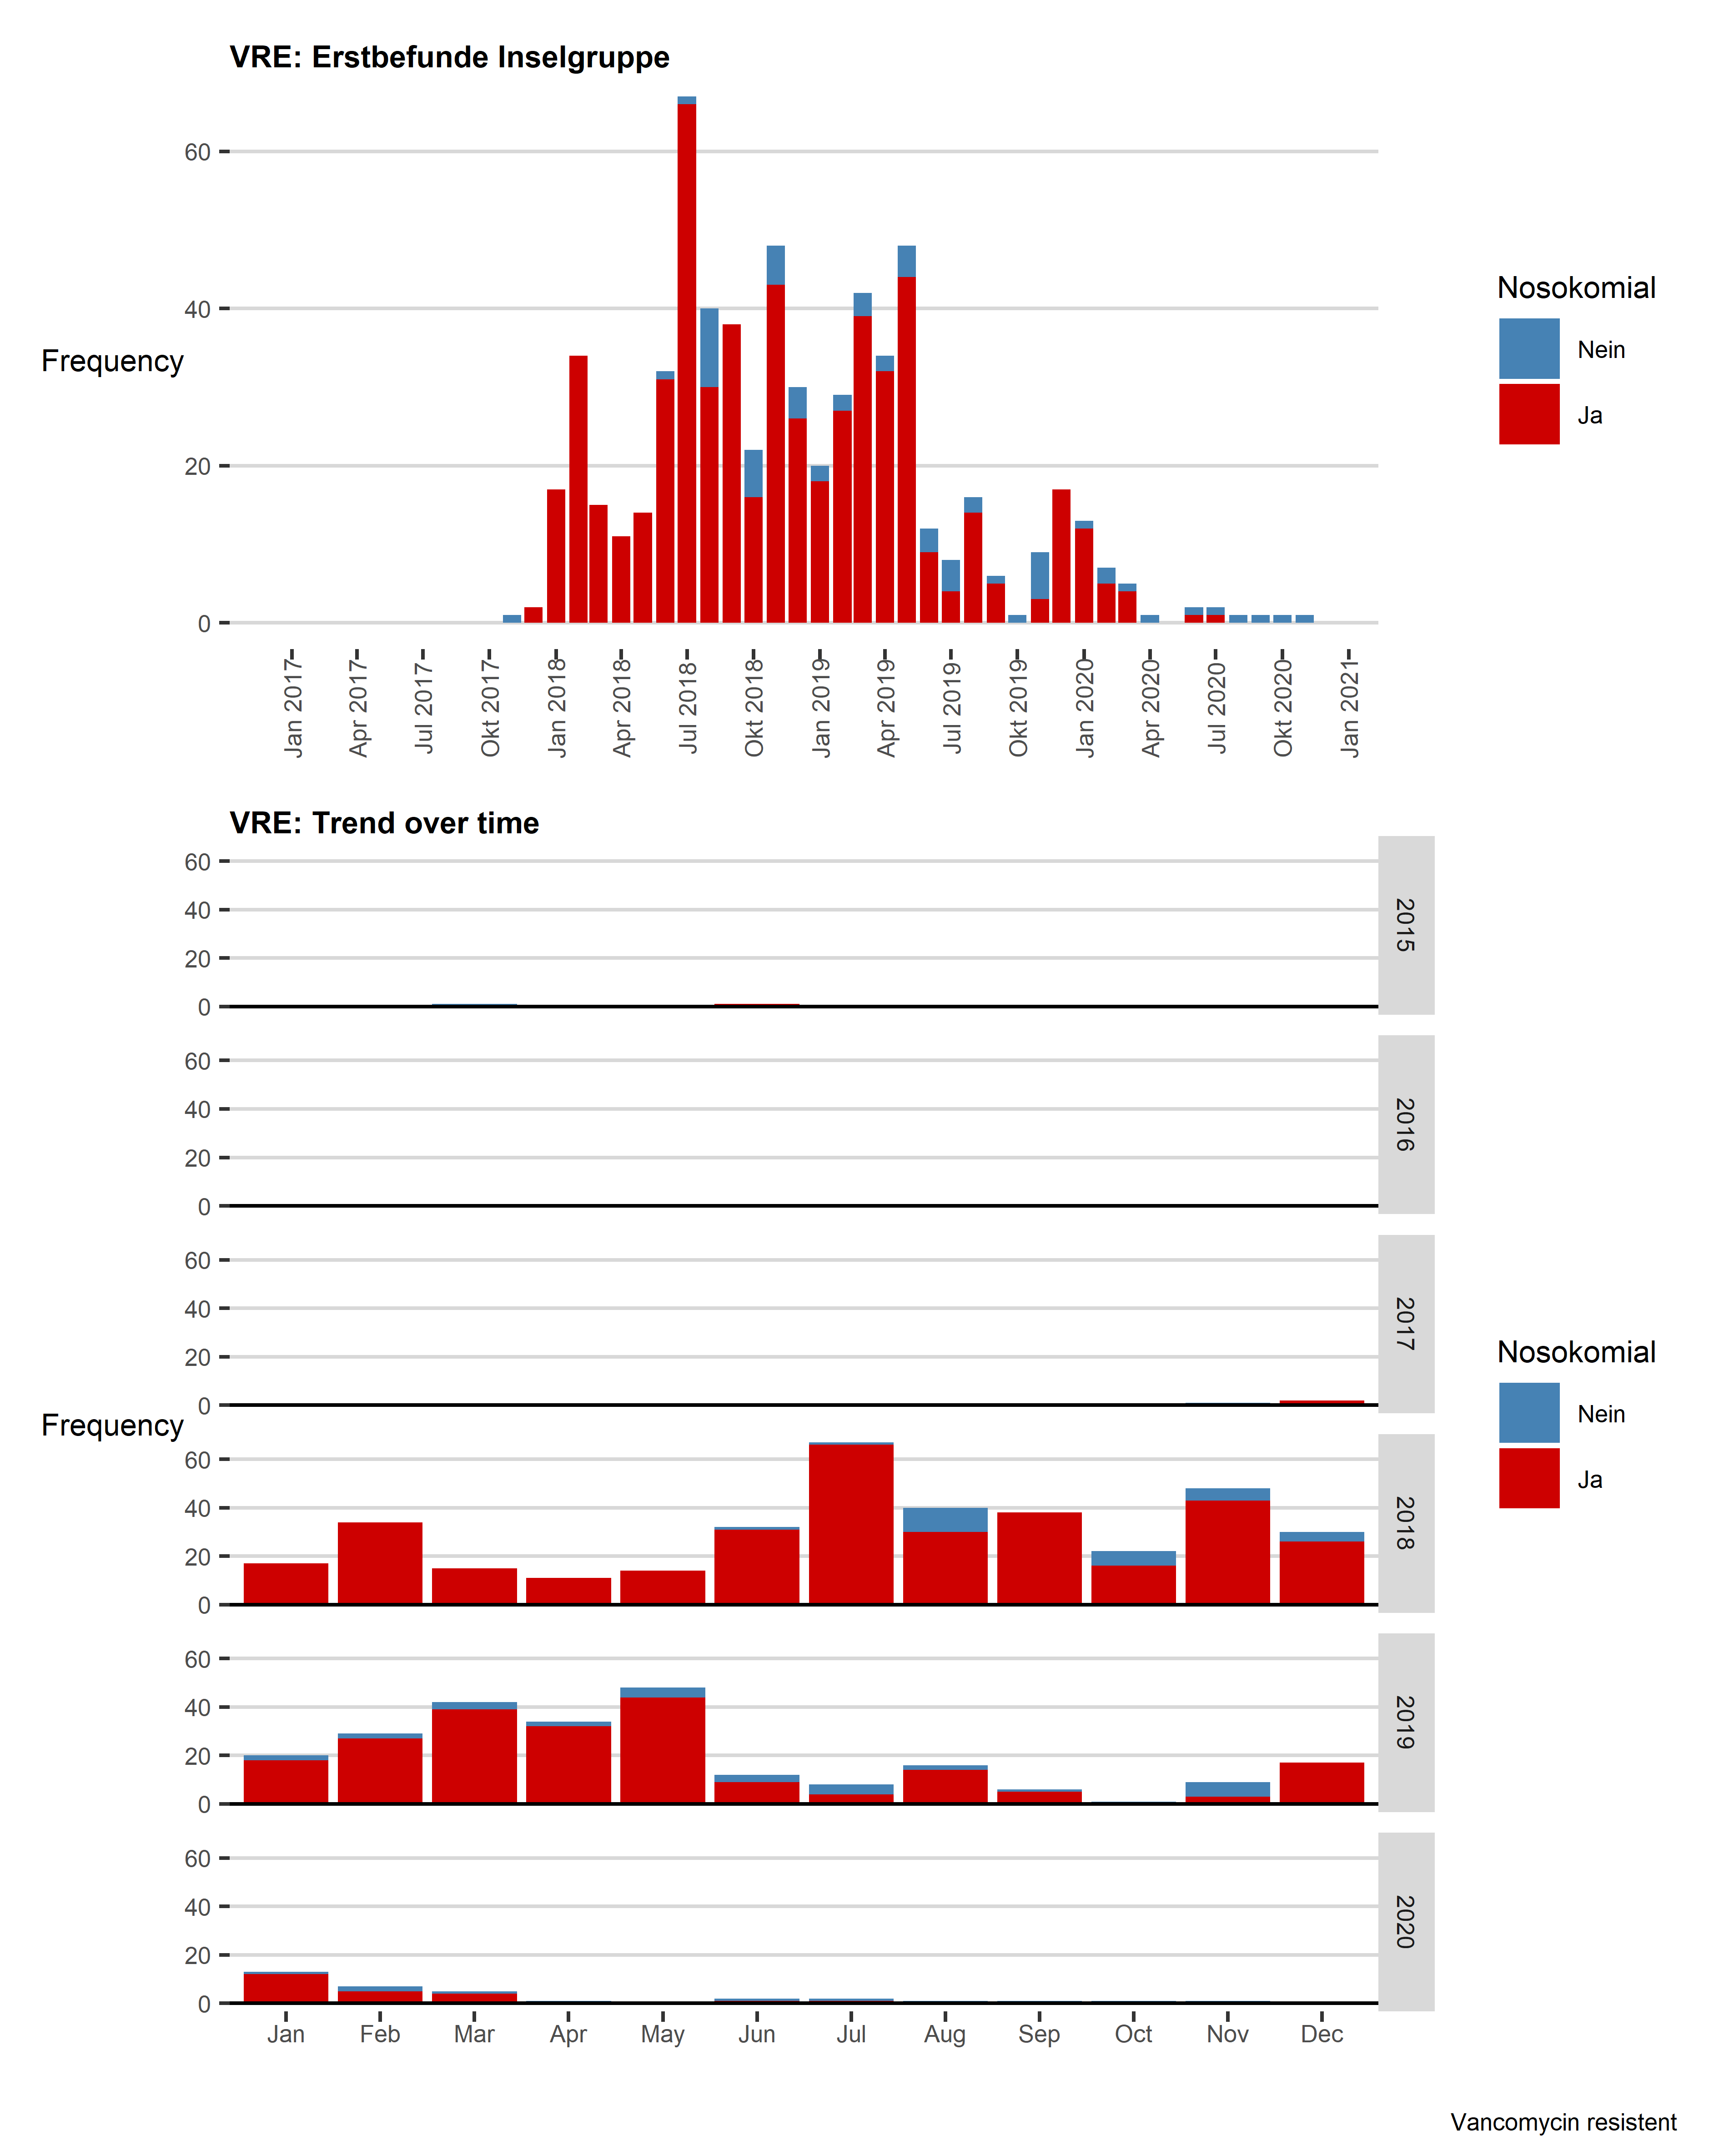 VRE: Erstbefunde Inselgruppe
60
40
20
0
Frequency
Jan 2017
Apr 2017
Jul 2017
Okt 2017
Jan 2018
Apr 2018
Jul 2018
Okt 2018
Jan 2019
Apr 2019
Jul 2019
Okt 2019
Jan 2020
Apr 2020
Jul 2020
Okt 2020
Jan 2021
Nosokomial
Nein
Ja
VRE: Trend over time
60
40
20
0
2015
60
40
20
0
2016
60
40
20
0
2017
Frequency
60
40
20
0
2018
60
40
20
0
2019
60
40
20
0
2020
Jan
Feb
Mar
Apr
May
Jun
Jul
Aug
Sep
Oct
Nov
Dec
Nosokomial
Nein
Ja
Vancomycin resistent